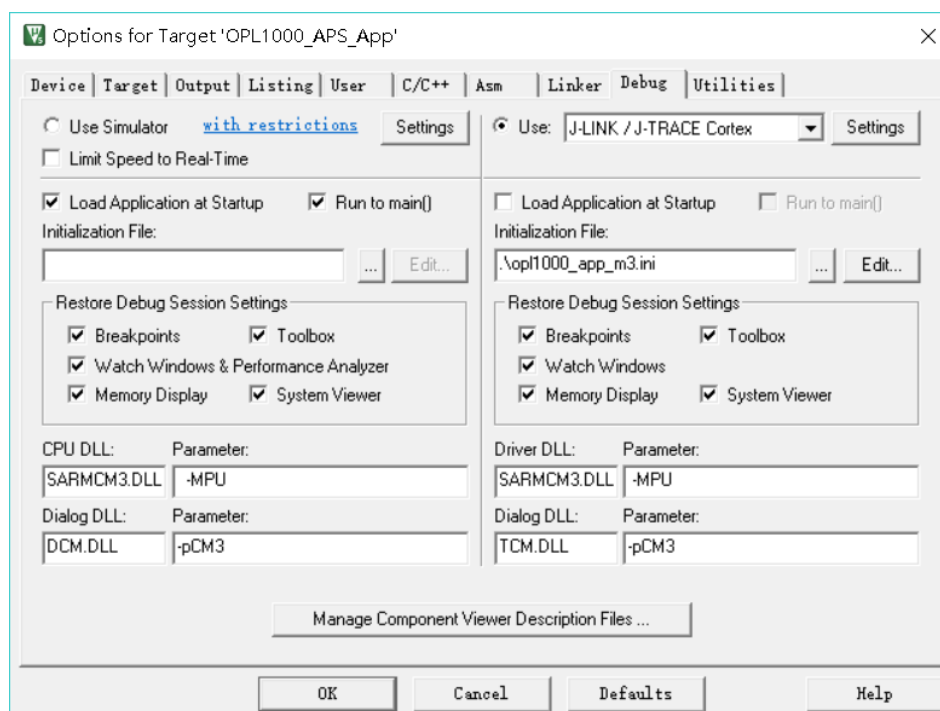 Options for Target 'OPL1000_APS_App'
Device Target Output Listing User C/C++ Asm Linker Debug Utilities
Use Simulator with restrictions Settings
Limit Speed to Real-Time
Use: J-LINK / J-TRACE Cortex Settings
Load Application at Startup Run to main()
Initialization File:
... Edit...
Restore Debug Session Settings
Breakpoints Toolbox
Watch Windows & Performance Analyzer
Memory Display System Viewer
CPU DLL: Parameter:
SARMCM3.DLL -MPU
Dialog DLL: Parameter:
DCM.DLL -pCM3
Load Application at Startup Run to main()
Initialization File:
.\opl1000_app_m3.ini ... Edit...
Restore Debug Session Settings
Breakpoints Toolbox
Watch Windows
Memory Display System Viewer
Driver DLL: Parameter:
SARMCM3.DLL -MPU
Dialog DLL: Parameter:
TCM.DLL -pCM3
Manage Component Viewer Description Files ...
OK Cancel Defaults Help